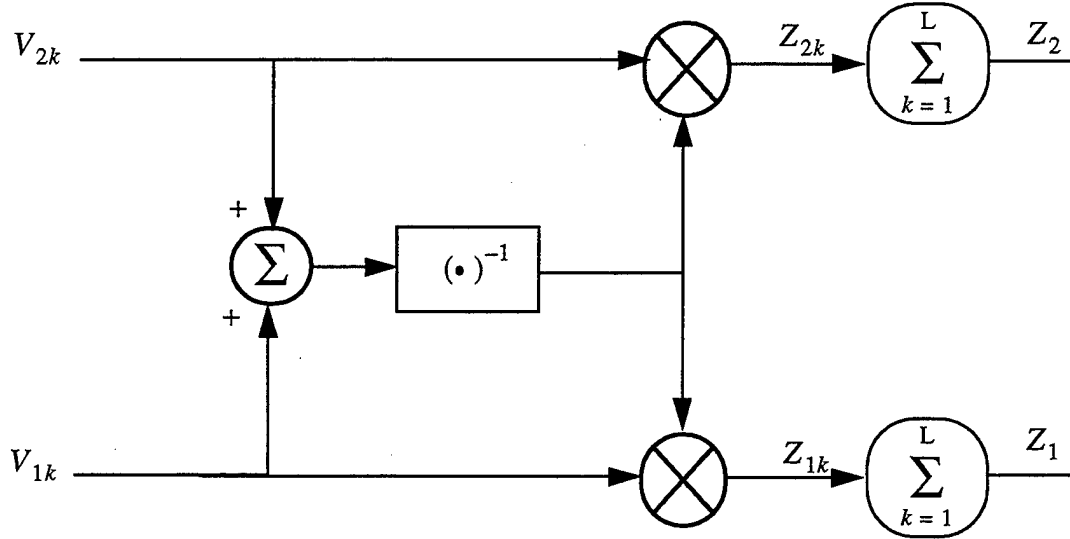 V₂ₖ
Z₂ₖ
L
∑
k = 1
Z₂
+
Σ
(•)⁻¹
+
V₁ₖ
Z₁ₖ
L
∑
k = 1
Z₁